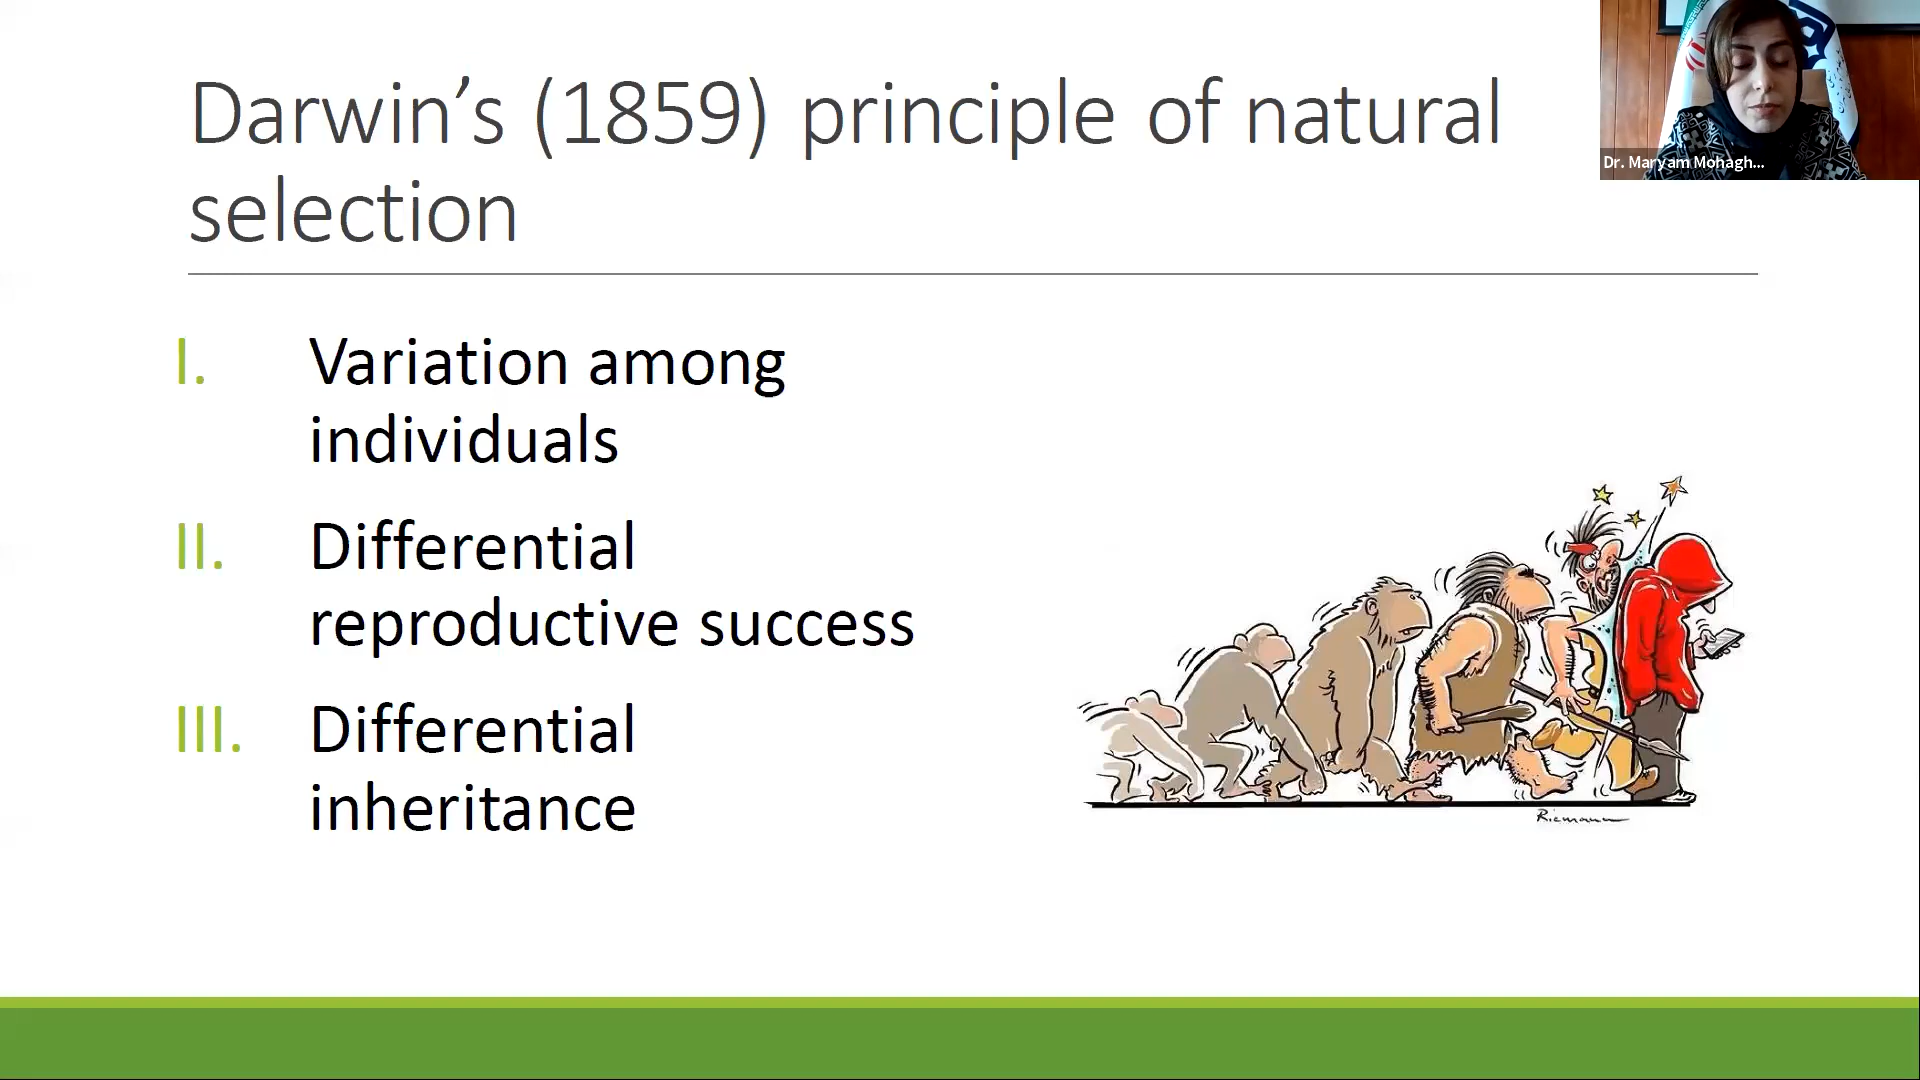 Darwin’s (1859) principle of natural
selection
Dr. Maryam Mohagh...
I. Variation among
individuals
II. Differential
reproductive success
III. Differential
inheritance
Riemann